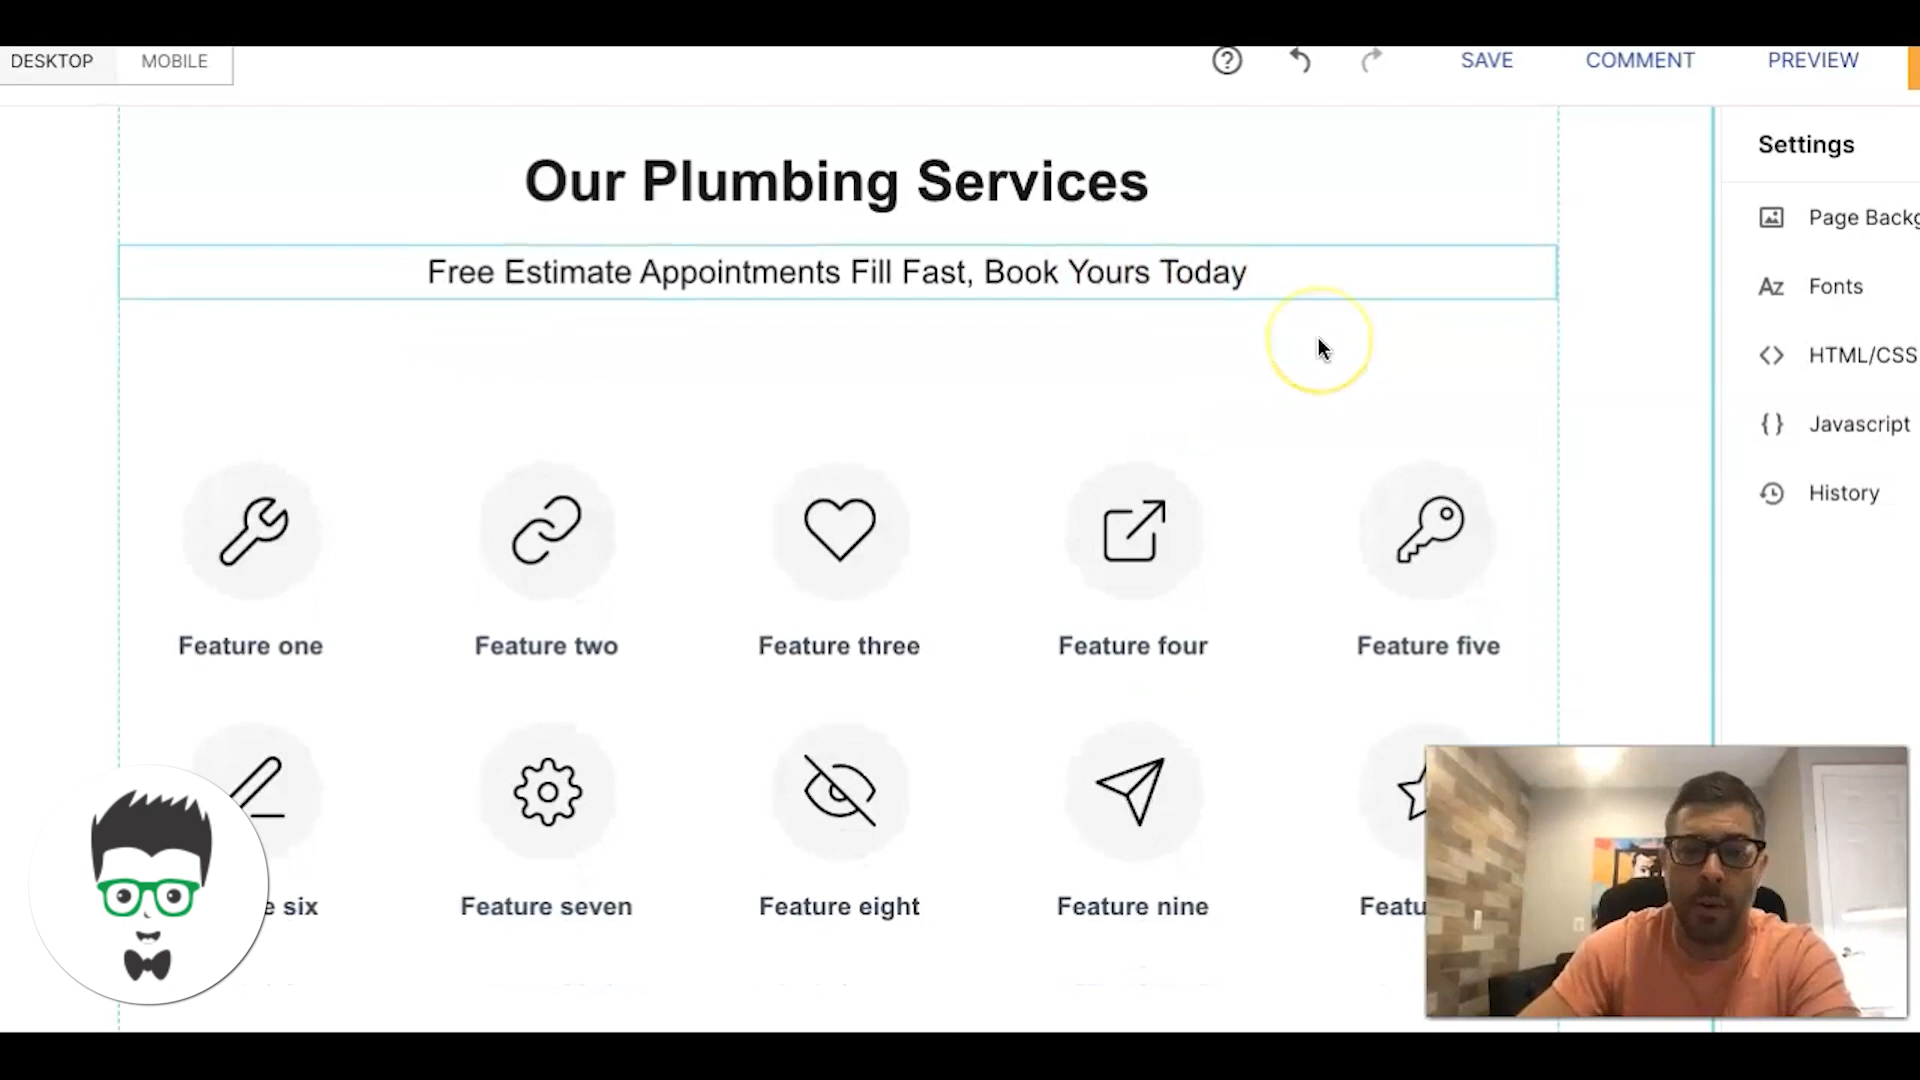 DESKTOP MOBILE SAVE COMMENT PREVIEW
Our Plumbing Services
Free Estimate Appointments Fill Fast, Book Yours Today
Feature one Feature two Feature three Feature four Feature five
six Feature seven Feature eight Feature nine
Settings
Page
Az Fonts
HTML/CSS
Javascript
History